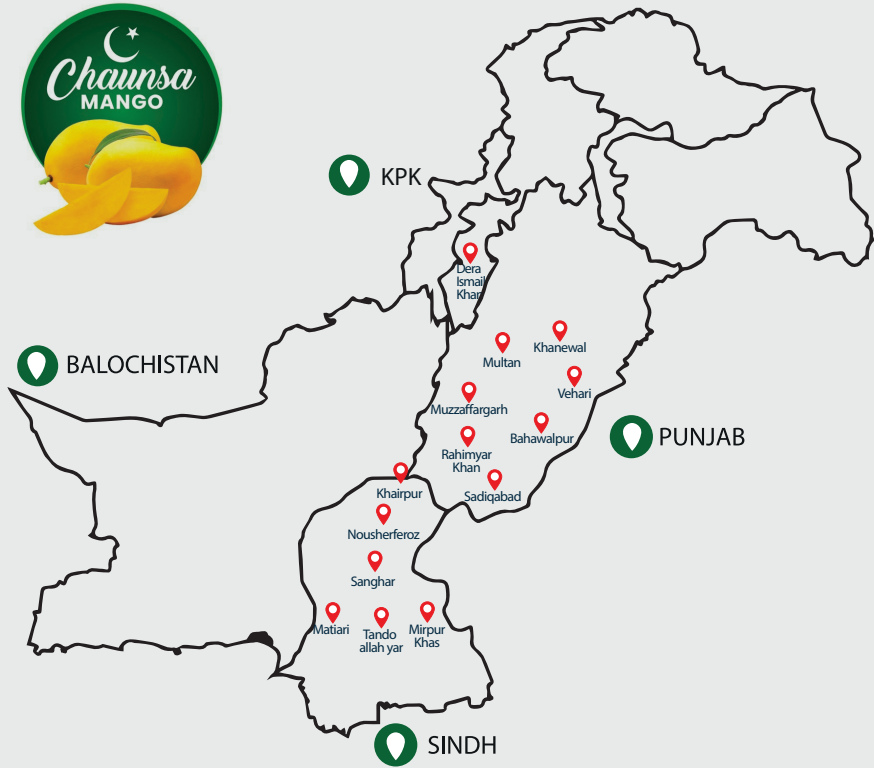 Chaunsa
MANGO
KPK
Dera
Ismail
Khan
BALOCHISTAN
Multan
Khanewal
Vehari
Muzzaffargarh
Bahawalpur
PUNJAB
Rahimyar
Khan
Sadiqabad
Khairpur
Nousherferoz
Sanghar
Matiari
Tando
allah yar
Mirpur
Khas
SINDH